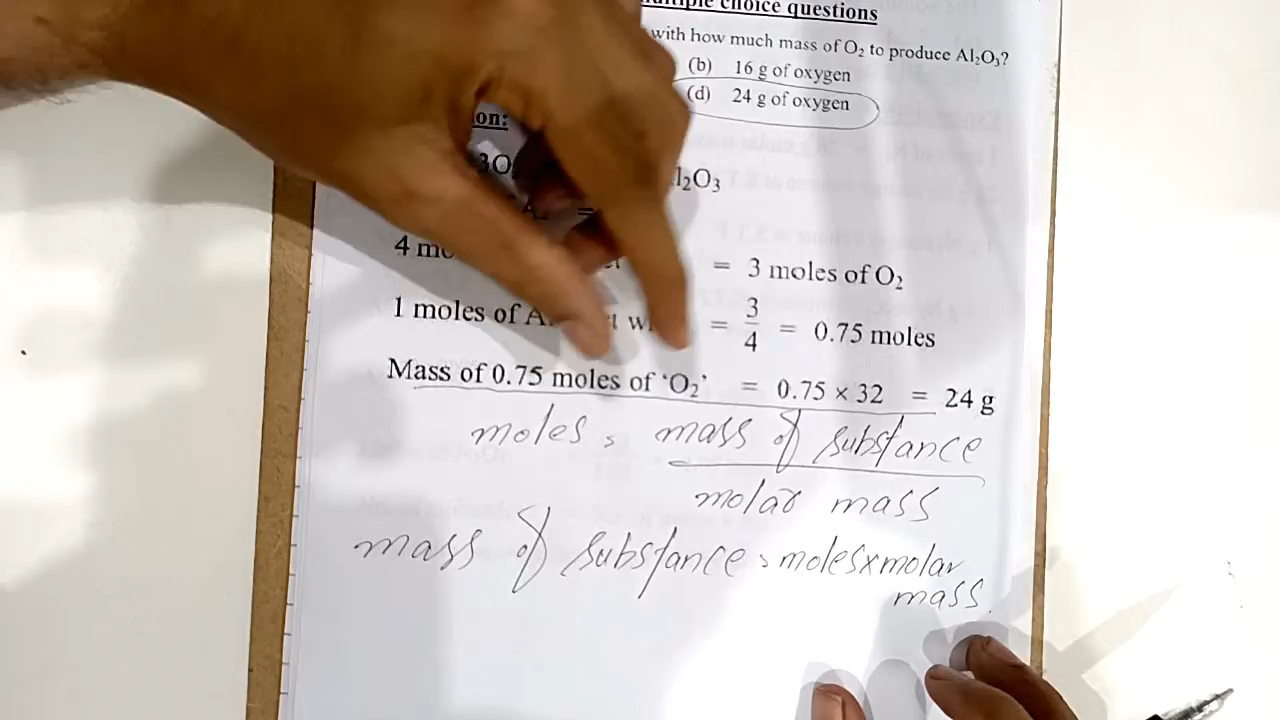 choice questions
with how much mass of O₂ to produce Al₂O₃?
(b) 16 g of oxygen
(d) 24 g of oxygen
on:
3O
l₂O₃
=
4 mo = 3 moles of O₂
1 moles of A = 3/4 = 0.75 moles
Mass of 0.75 moles of ‘O₂’ = 0.75 × 32 = 24 g
moles = mass of substance
molar mass
mass of substance = moles×molar
mass.